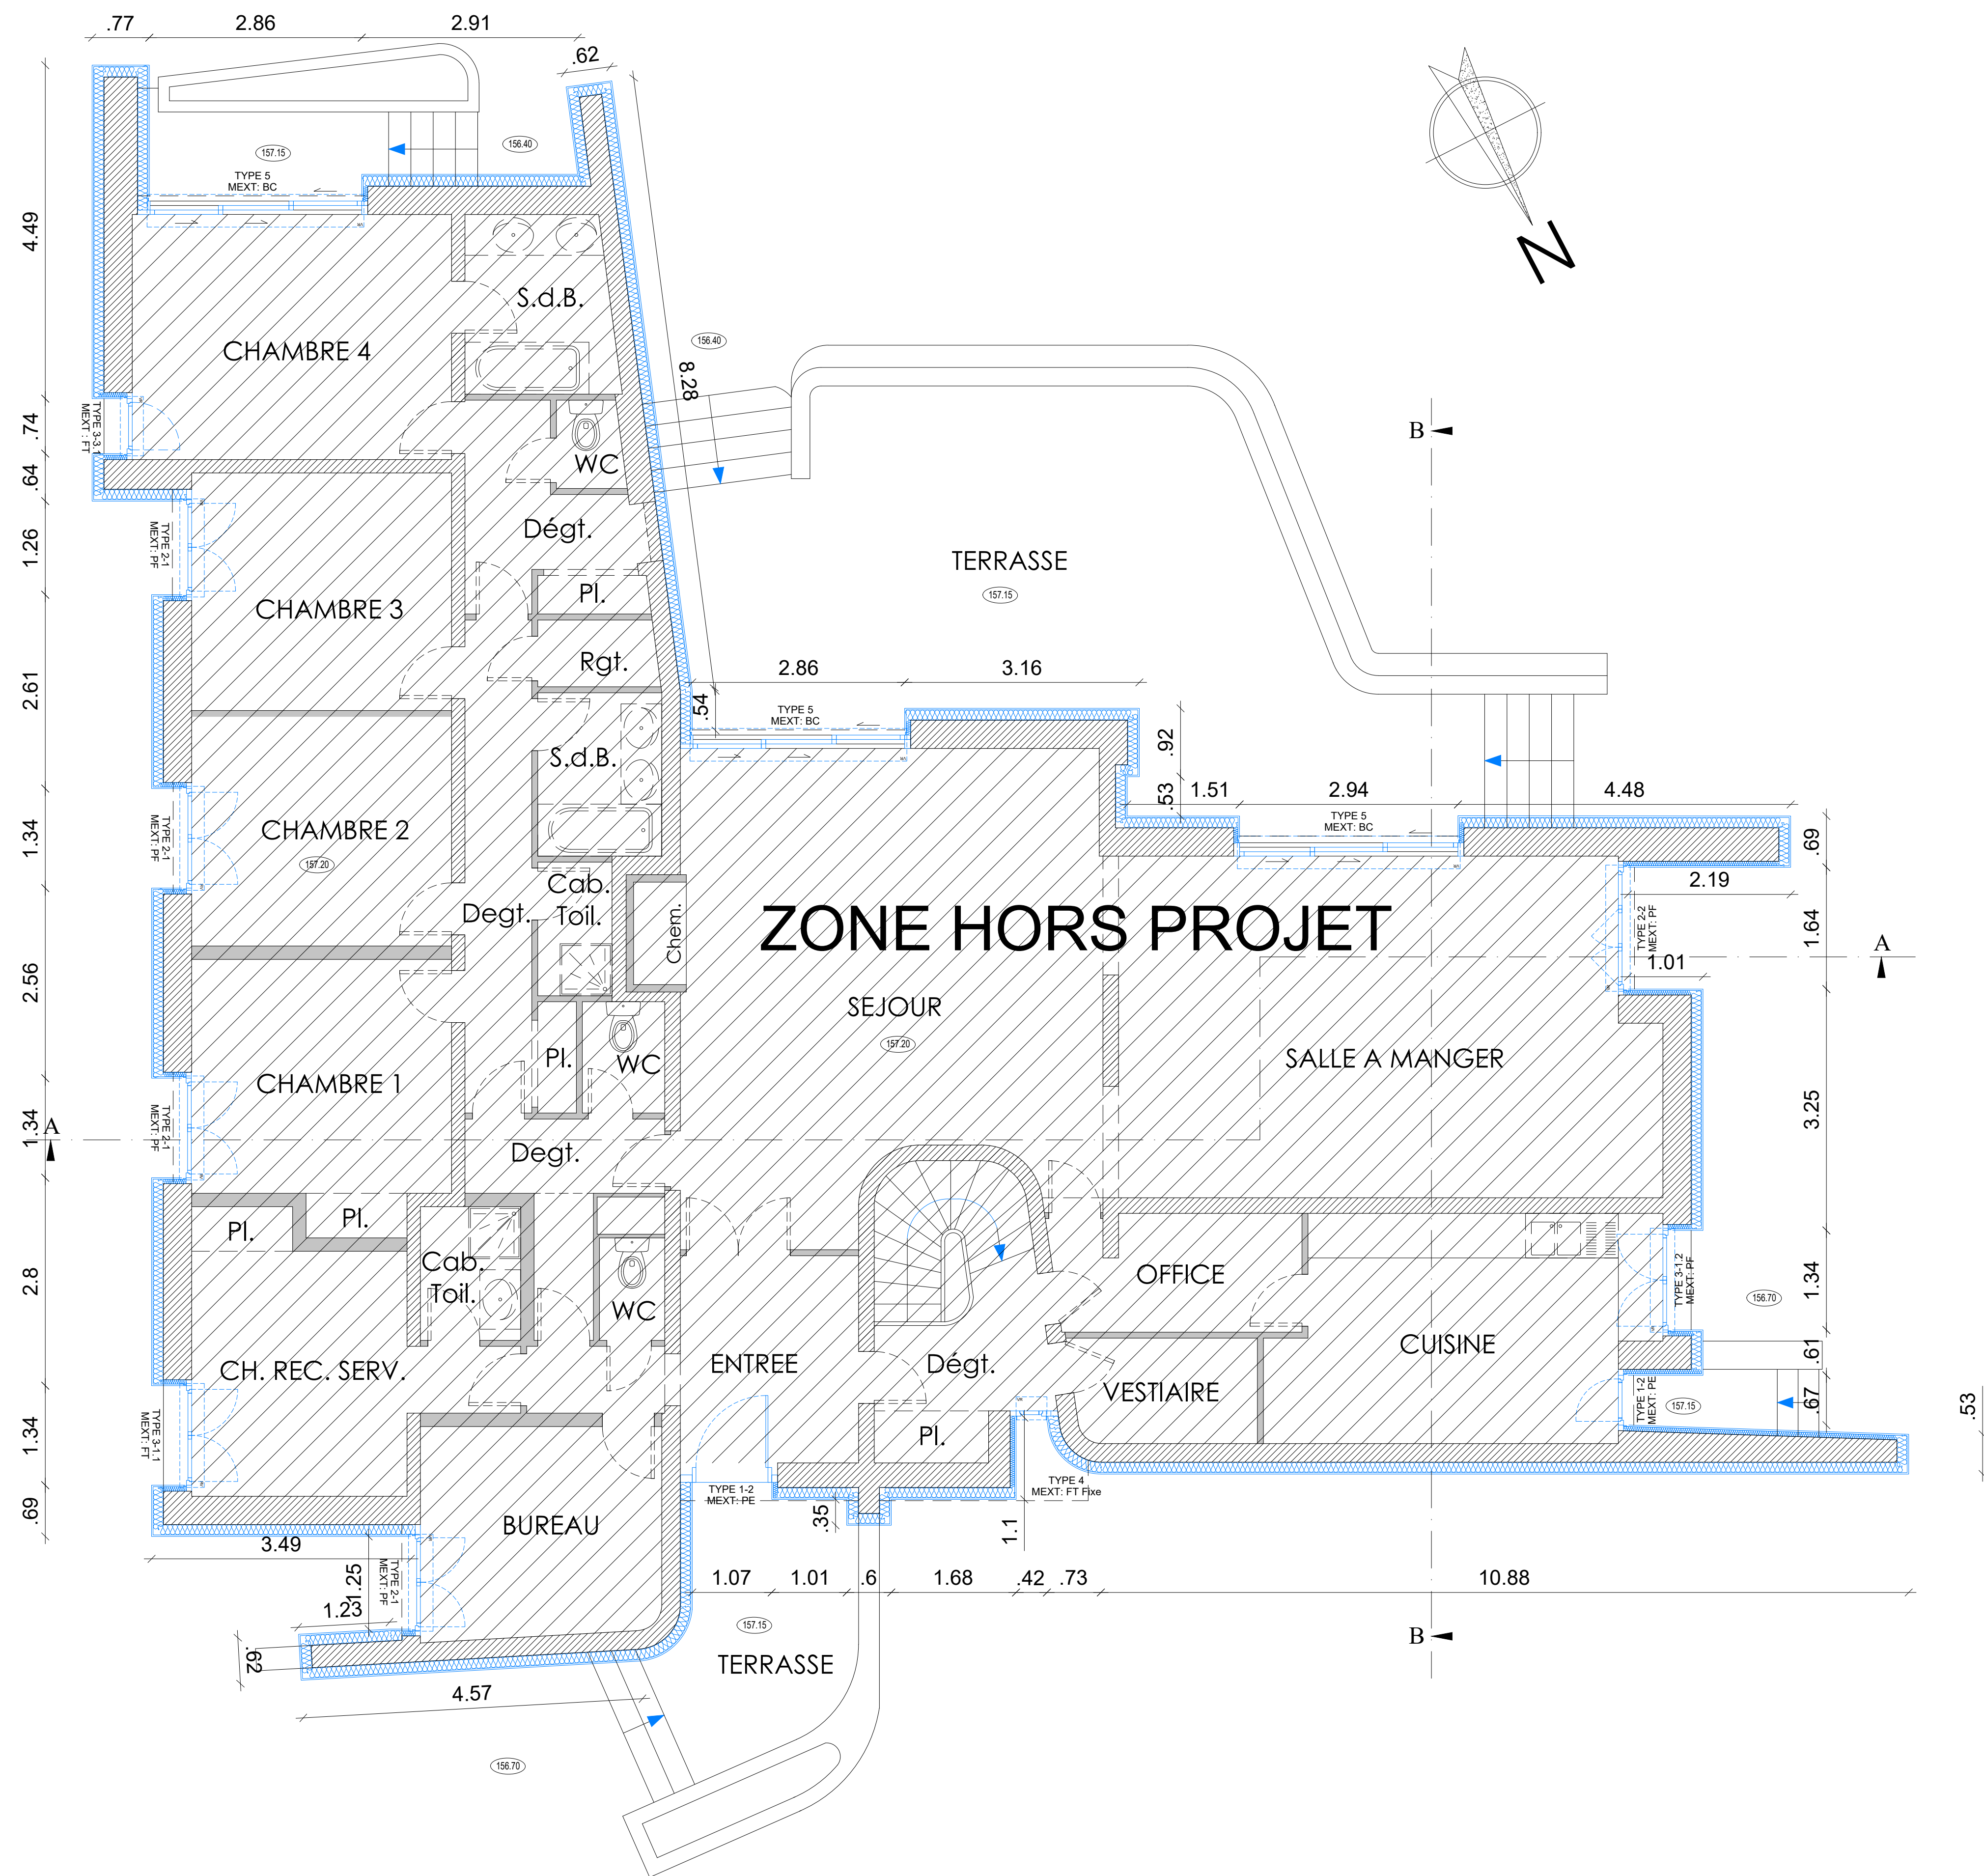 .77
2.86
2.91
.62
157.15
156.40
TYPE 5
MEXT: BC
N
4.49
S.d.B.
CHAMBRE 4
156.40
8.28
TYPE 3-3.1
MEXT : FT
.74
.64
WC
B
1.26
TYPE 2-1
MEXT: PF
Dégt.
TERRASSE
157.15
Pl.
CHAMBRE 3
Rgt.
2.61
2.86
3.16
.54
TYPE 5
MEXT: BC
.92
.53
S.d.B.
1.51
2.94
4.48
TYPE 5
MEXT: BC
1.34
TYPE 2-1
MEXT: PF
CHAMBRE 2
157.20
.69
2.19
Cab.
Toil.
Degt.
Chem.
ZONE HORS PROJET
TYPE 2-2
MEXT: PF
1.64
A
1.01
2.56
SEJOUR
157.20
SALLE A MANGER
Pl.
WC
CHAMBRE 1
3.25
A
1.34
TYPE 2-1
MEXT: PF
Degt.
Pl.
Pl.
Cab.
Toil.
2.8
WC
OFFICE
TYPE 3-1.2
MEXT: PF
1.34
156.70
CUISINE
.61
CH. REC. SERV.
ENTREE
Dégt.
VESTIAIRE
TYPE 1-2
MEXT: PE
157.15
.67
.53
TYPE 3-1.1
MEXT: FT
1.34
Pl.
TYPE 1-2
MEXT: PE
TYPE 4
MEXT: FT Fixe
.69
BUREAU
.35
1.1
3.49
1.25
TYPE 2-1
MEXT: PF
1.07
1.01
.6
1.68
.42
.73
10.88
1.23
157.15
B
.62
TERRASSE
4.57
156.70